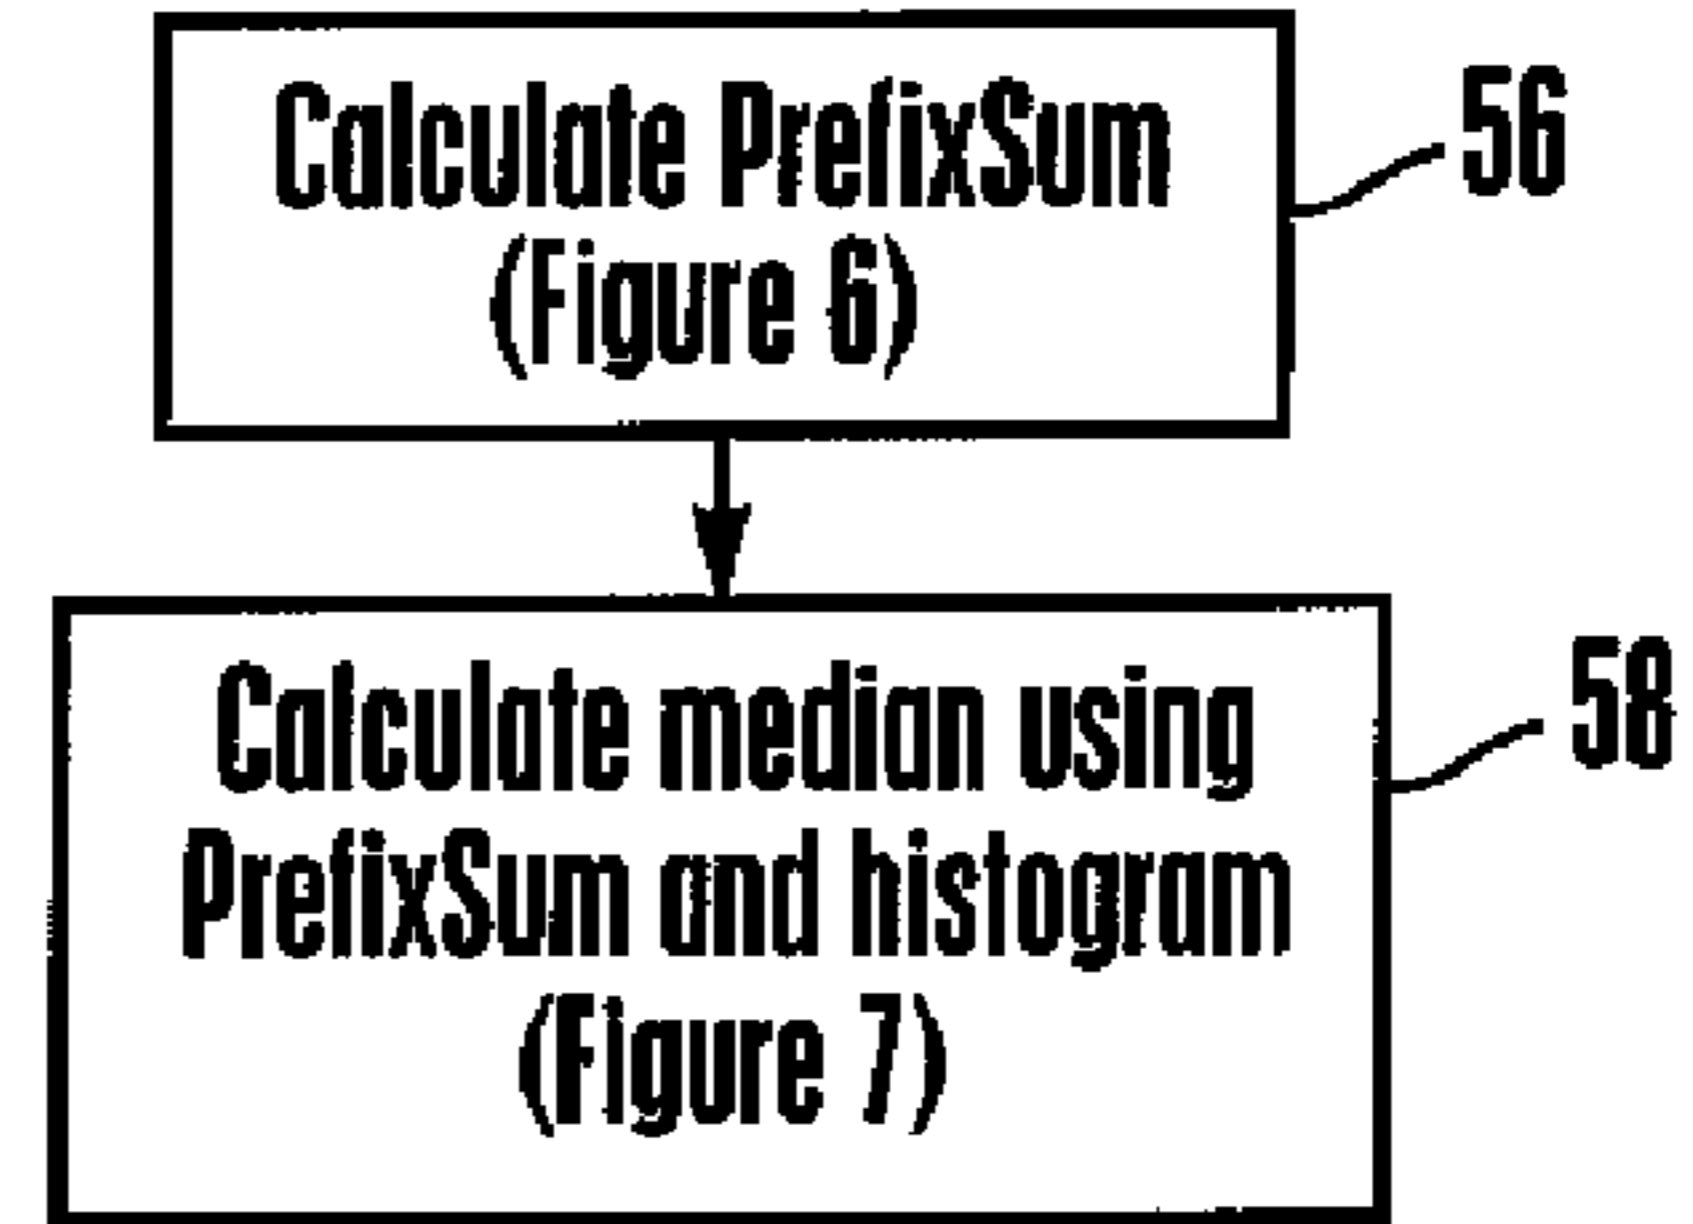 Calculate PrefixSum
(Figure 6)
56
Calculate median using
PrefixSum and histogram
(Figure 7)
58